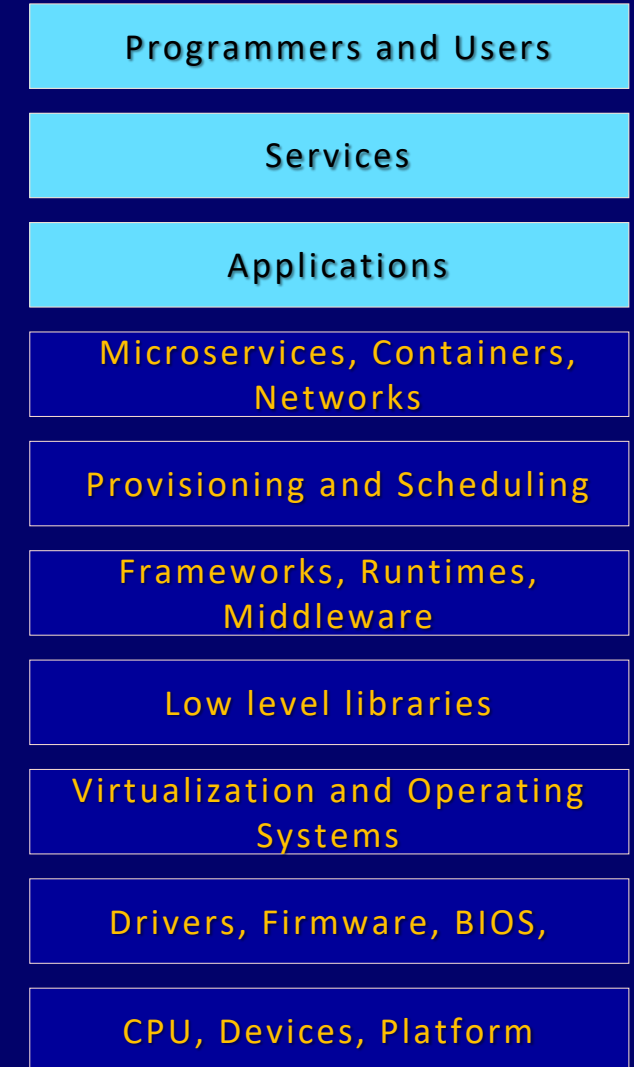 Programmers and Users
Services
Applications
Microservices, Containers,
Networks
Provisioning and Scheduling
Frameworks, Runtimes,
Middleware
Low level libraries
Virtualization and Operating
Systems
Drivers, Firmware, BIOS,
CPU, Devices, Platform